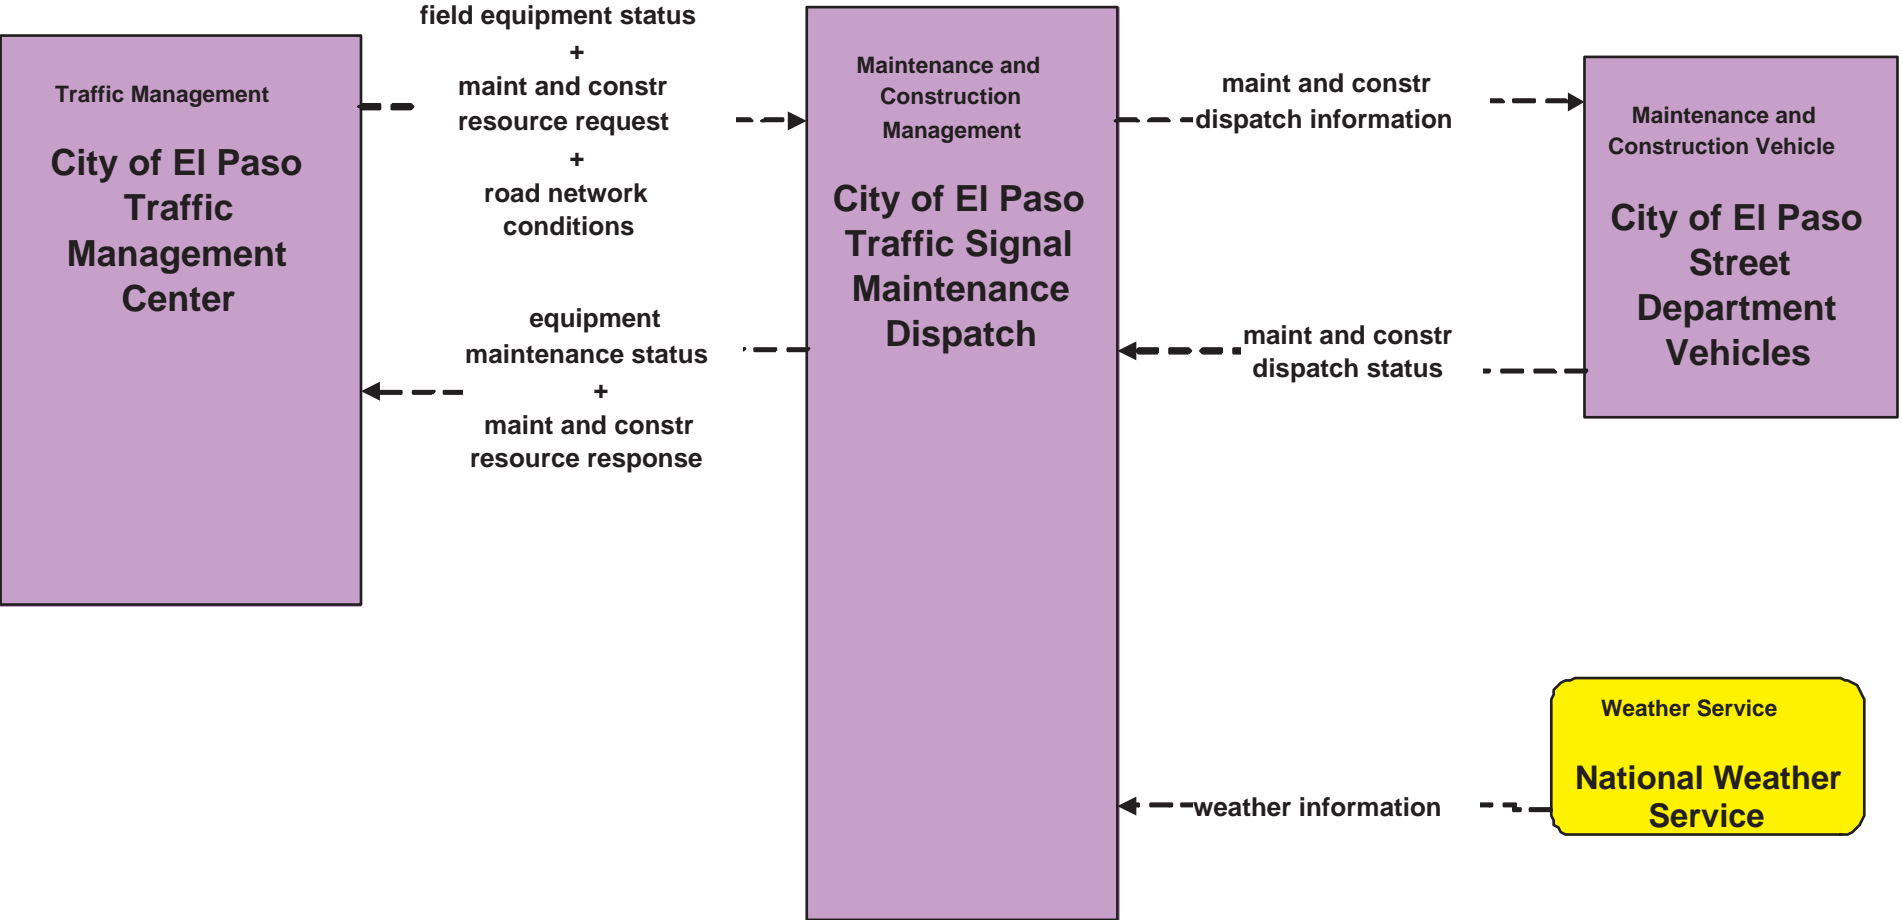 Traffic Management
City of El Paso
Traffic
Management
Center
field equipment status
+
maint and constr
resource request
+
road network
conditions
equipment
maintenance status
+
maint and constr
resource response
Maintenance and
Construction
Management
City of El Paso
Traffic Signal
Maintenance
Dispatch
maint and constr
dispatch information
maint and constr
dispatch status
weather information
Maintenance and
Construction Vehicle
City of El Paso
Street
Department
Vehicles
Weather Service
National Weather
Service